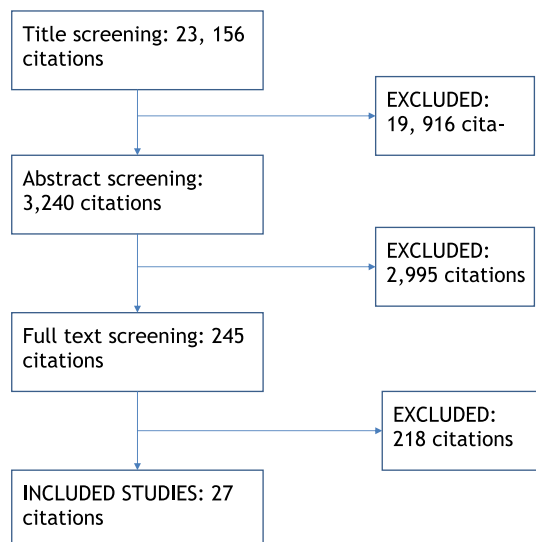 Title screening: 23, 156
citations
EXCLUDED:
19, 916 cita-
Abstract screening:
3,240 citations
EXCLUDED:
2,995 citations
Full text screening: 245
citations
EXCLUDED:
218 citations
INCLUDED STUDIES: 27
citations